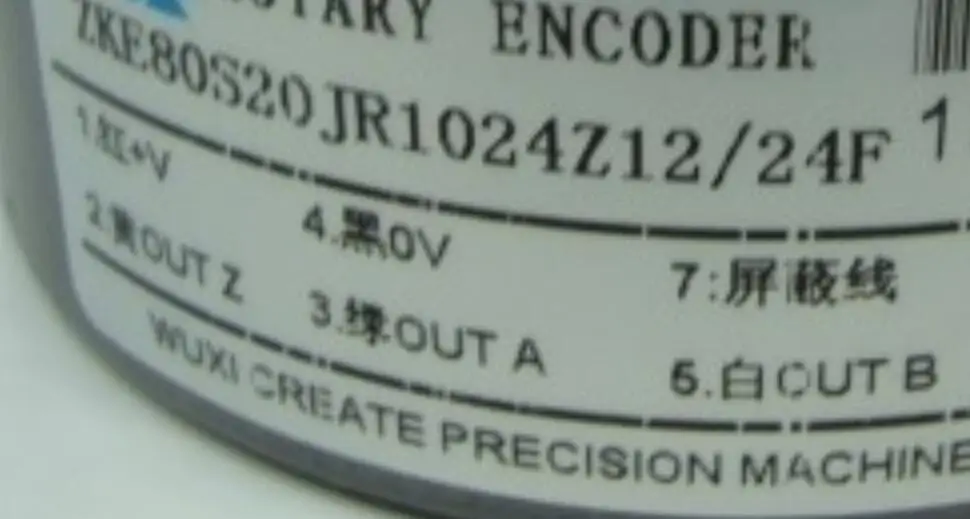 ROTARY ENCODER
ZKE80S20JR1024Z12/24F 1
1.红+V
4.黑0V
7:屏蔽线
2.黄OUT Z
3.绿OUT A
5.白OUT B
WUXI CREATE PRECISION MACHINE